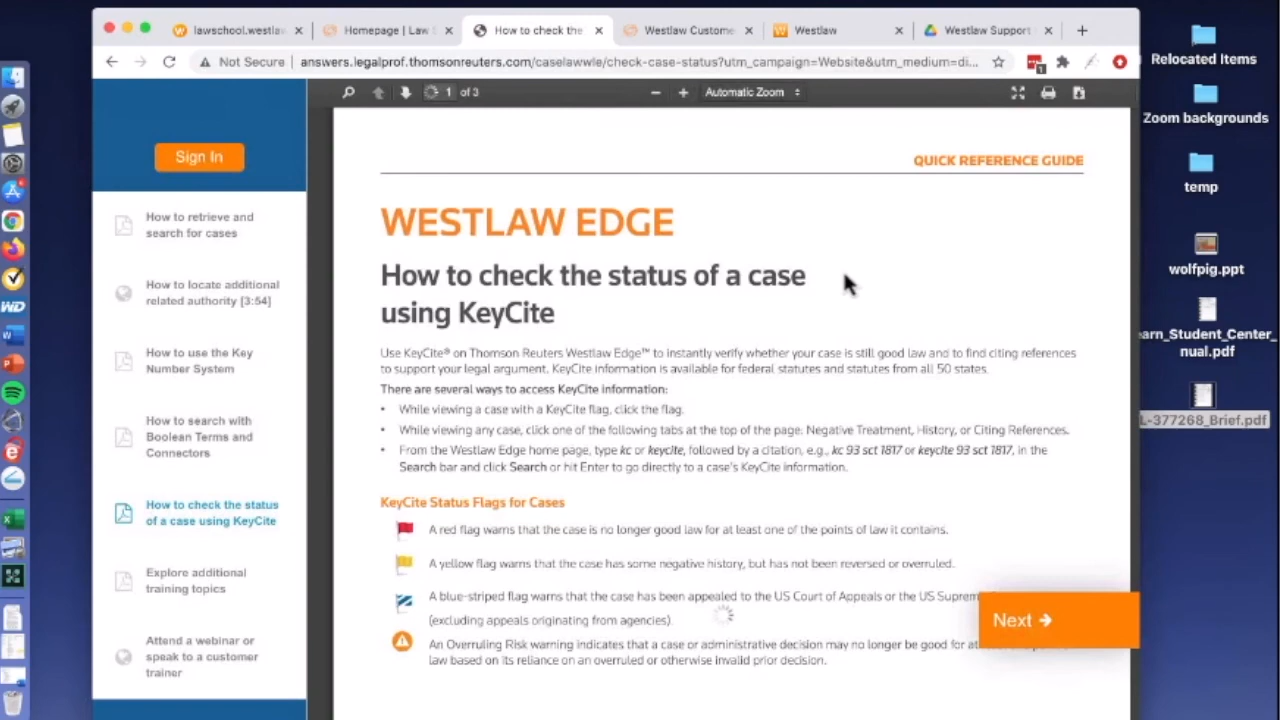 lawschool.westlaw
Homepage | Law
How to check the
Westlaw Custome
Westlaw
Westlaw Support
Not Secure | answers.legalprof.thomsonreuters.com/caselawwle/check-case-status?utm_campaign=Website&utm_medium=di...
1
1 of 3
Automatic Zoom
Sign In
How to retrieve and
search for cases
How to locate additional
related authority [3:54]
How to use the Key
Number System
How to search with
Boolean Terms and
Connectors
How to check the status
of a case using KeyCite
Explore additional
training topics
Attend a webinar or
speak to a customer
trainer
QUICK REFERENCE GUIDE
WESTLAW EDGE
How to check the status of a case
using KeyCite
Use KeyCite® on Thomson Reuters Westlaw Edge™ to instantly verify whether your case is still good law and to find citing references
to support your legal argument. KeyCite information is available for federal statutes and statutes from all 50 states.
There are several ways to access KeyCite information:
• While viewing a case with a KeyCite flag, click the flag.
• While viewing any case, click one of the following tabs at the top of the page: Negative Treatment, History, or Citing References.
• From the Westlaw Edge home page, type kc or keycite, followed by a citation, e.g., kc 93 sct 1817 or keycite 93 sct 1817, in the
Search bar and click Search or hit Enter to go directly to a case's KeyCite information.
KeyCite Status Flags for Cases
A red flag warns that the case is no longer good law for at least one of the points of law it contains.
A yellow flag warns that the case has some negative history, but has not been reversed or overruled.
A blue-striped flag warns that the case has been appealed to the US Court of Appeals or the US Suprem
(excluding appeals originating from agencies).
An Overruling Risk warning indicates that a case or administrative decision may no longer be good for at
law based on its reliance on an overruled or otherwise invalid prior decision.
Next →
Relocated Items
Zoom backgrounds
temp
wolfpig.ppt
earn_Student_Center_
nual.pdf
L-377268_Brief.pdf
WD